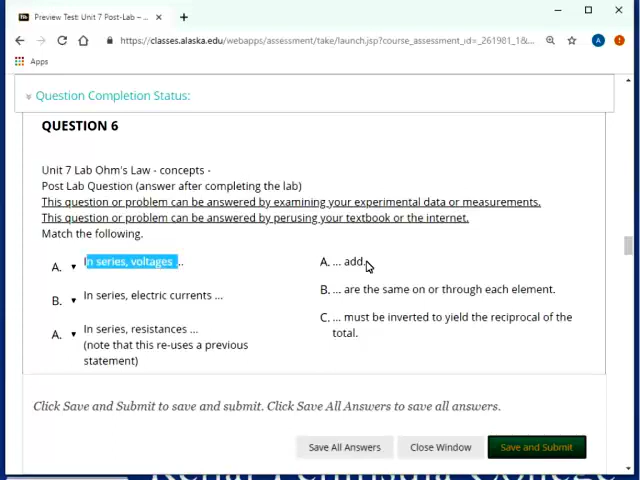 Preview Test: Unit 7 Post-Lab – ...
https://classes.alaska.edu/webapps/assessment/take/launch.jsp?course_assessment_id=_261981_1&...
A
Apps
Question Completion Status:
QUESTION 6
Unit 7 Lab Ohm's Law - concepts -
Post Lab Question (answer after completing the lab)
This question or problem can be answered by examining your experimental data or measurements.
This question or problem can be answered by perusing your textbook or the internet.
Match the following.
A. In series, voltages ...
B. In series, electric currents ...
A. In series, resistances ...
(note that this re-uses a previous
statement)
A. ... add.
B. ... are the same on or through each element.
C. ... must be inverted to yield the reciprocal of the
total.
Click Save and Submit to save and submit. Click Save All Answers to save all answers.
Save All Answers
Close Window
Save and Submit
Kenai Peninsula College